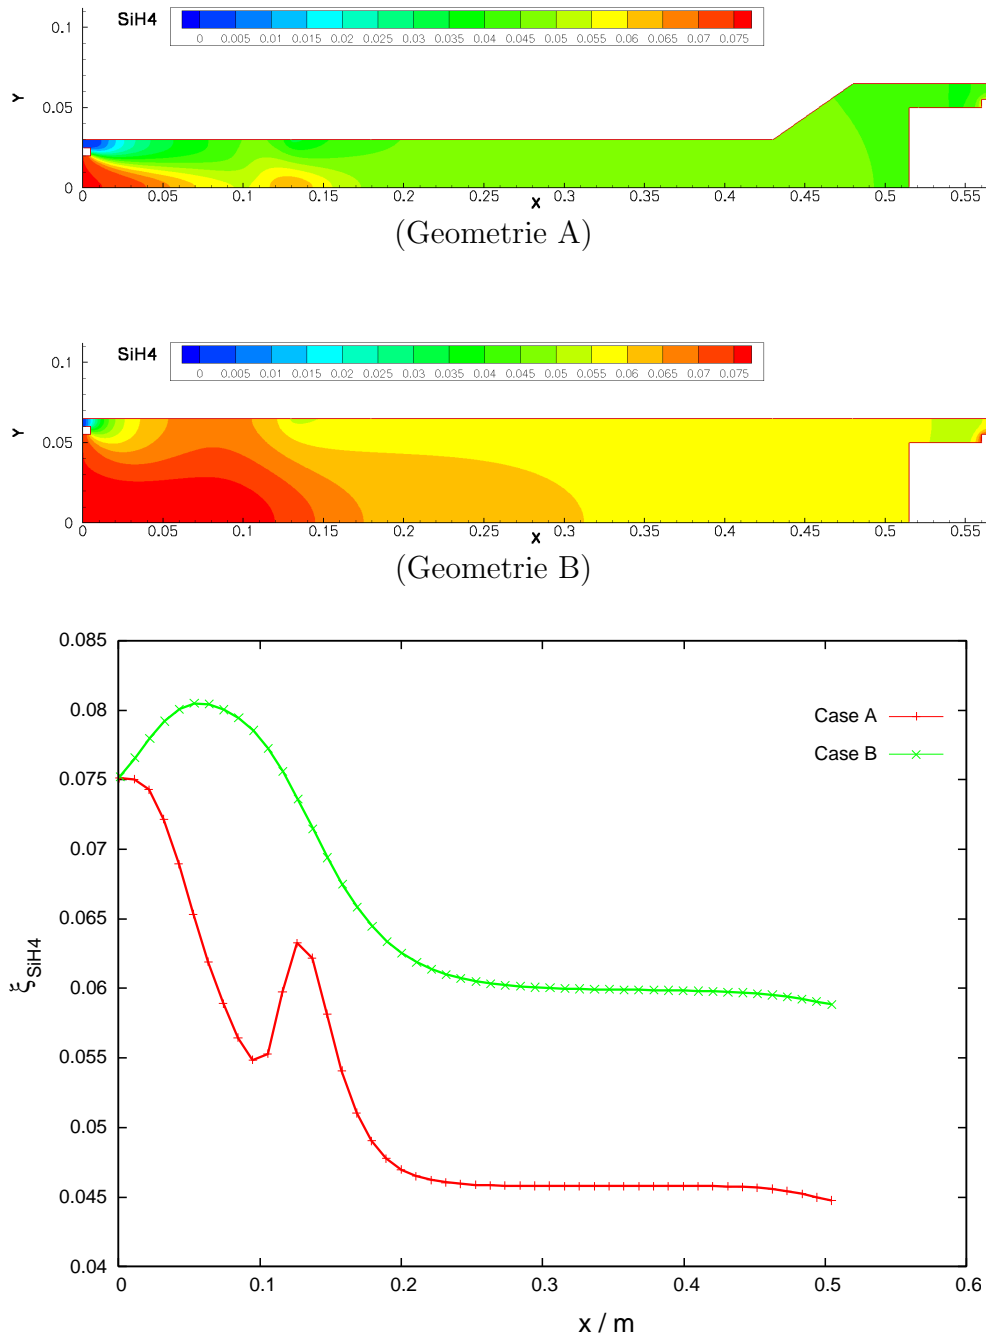 SiH4
0 0.005 0.01 0.015 0.02 0.025 0.03 0.035 0.04 0.045 0.05 0.055 0.06 0.065 0.07 0.075
0.1
Y
0.05
0
0 0.05 0.1 0.15 0.2 0.25 0.3 0.35 0.4 0.45 0.5 0.55
X
(Geometrie A)
SiH4
0 0.005 0.01 0.015 0.02 0.025 0.03 0.035 0.04 0.045 0.05 0.055 0.06 0.065 0.07 0.075
0.1
Y
0.05
0
0 0.05 0.1 0.15 0.2 0.25 0.3 0.35 0.4 0.45 0.5 0.55
X
(Geometrie B)
0.085
0.08
0.075
0.07
0.065
0.06
0.055
0.05
0.045
0.04
ξSiH4
Case A
Case B
0 0.1 0.2 0.3 0.4 0.5 0.6
x / m